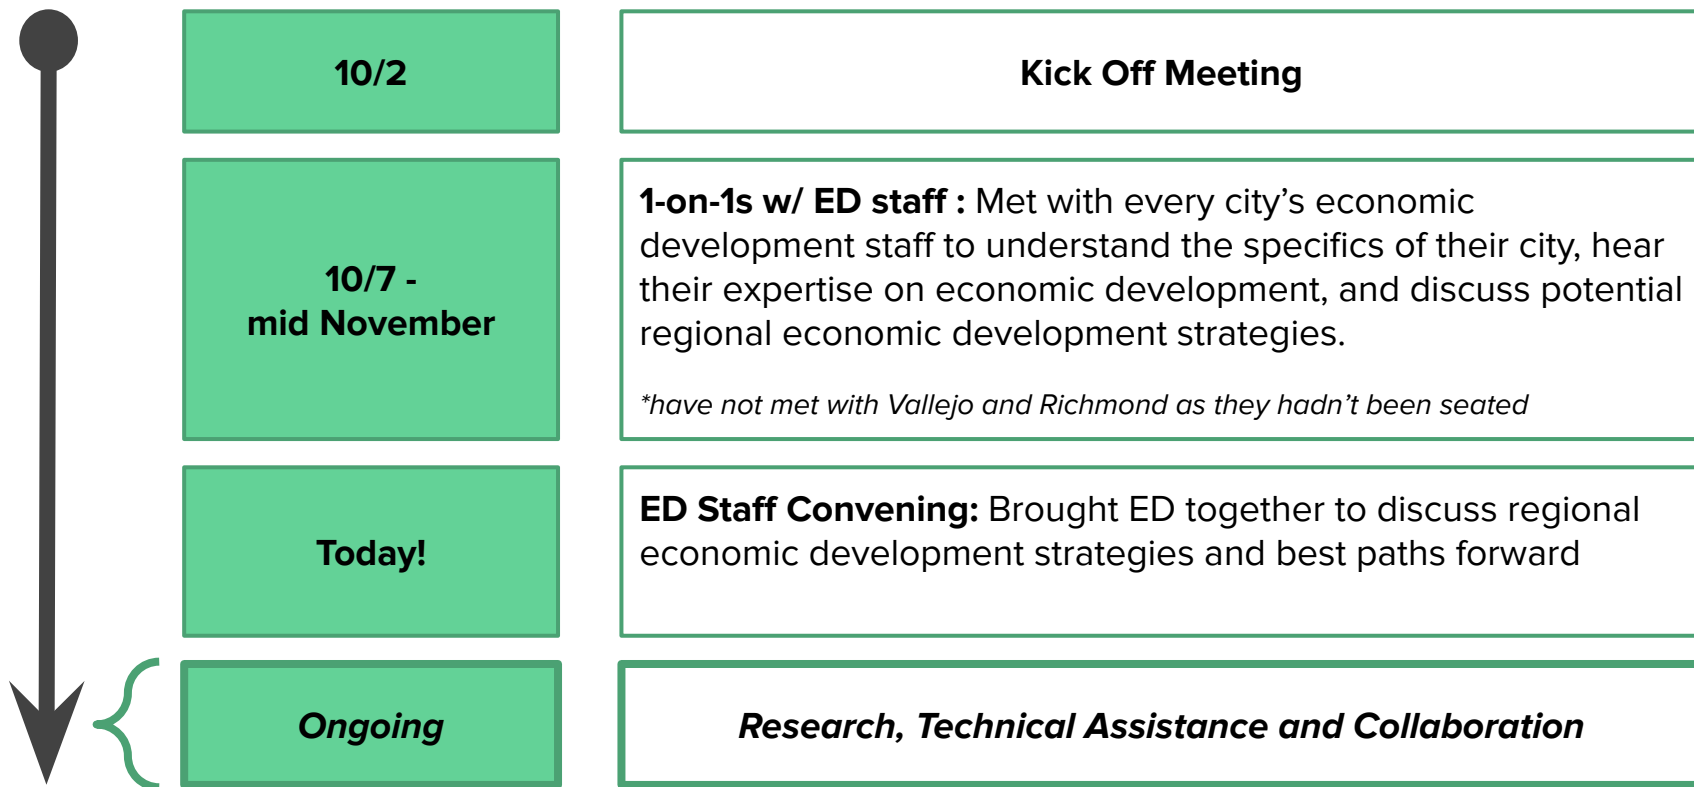 10/2
Kick Off Meeting
10/7 -
mid November
1-on-1s w/ ED staff : Met with every city’s economic
development staff to understand the specifics of their city, hear
their expertise on economic development, and discuss potential
regional economic development strategies.
*have not met with Vallejo and Richmond as they hadn’t been seated
Today!
ED Staff Convening: Brought ED together to discuss regional
economic development strategies and best paths forward
Ongoing
Research, Technical Assistance and Collaboration